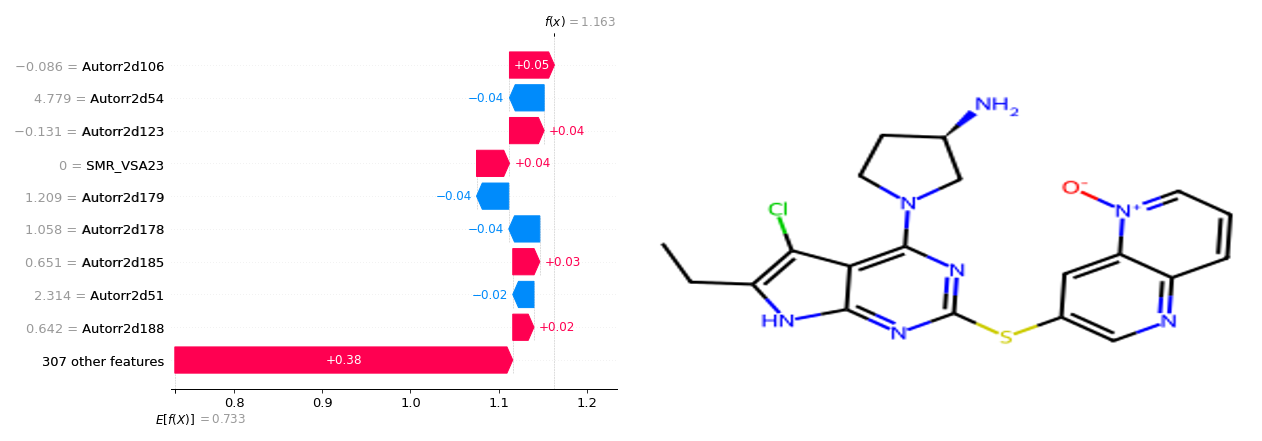 f(x) = 1.163
−0.086 = Autorr2d106
+0.05
4.779 = Autorr2d54
−0.04
−0.131 = Autorr2d123
+0.04
0 = SMR_VSA23
+0.04
1.209 = Autorr2d179
−0.04
1.058 = Autorr2d178
−0.04
0.651 = Autorr2d185
+0.03
2.314 = Autorr2d51
−0.02
0.642 = Autorr2d188
+0.02
307 other features
+0.38
0.8 0.9 1.0 1.1 1.2
E[f(X)] = 0.733
NH₂
O⁻
N⁺
Cl
N
N
HN
N
S
N